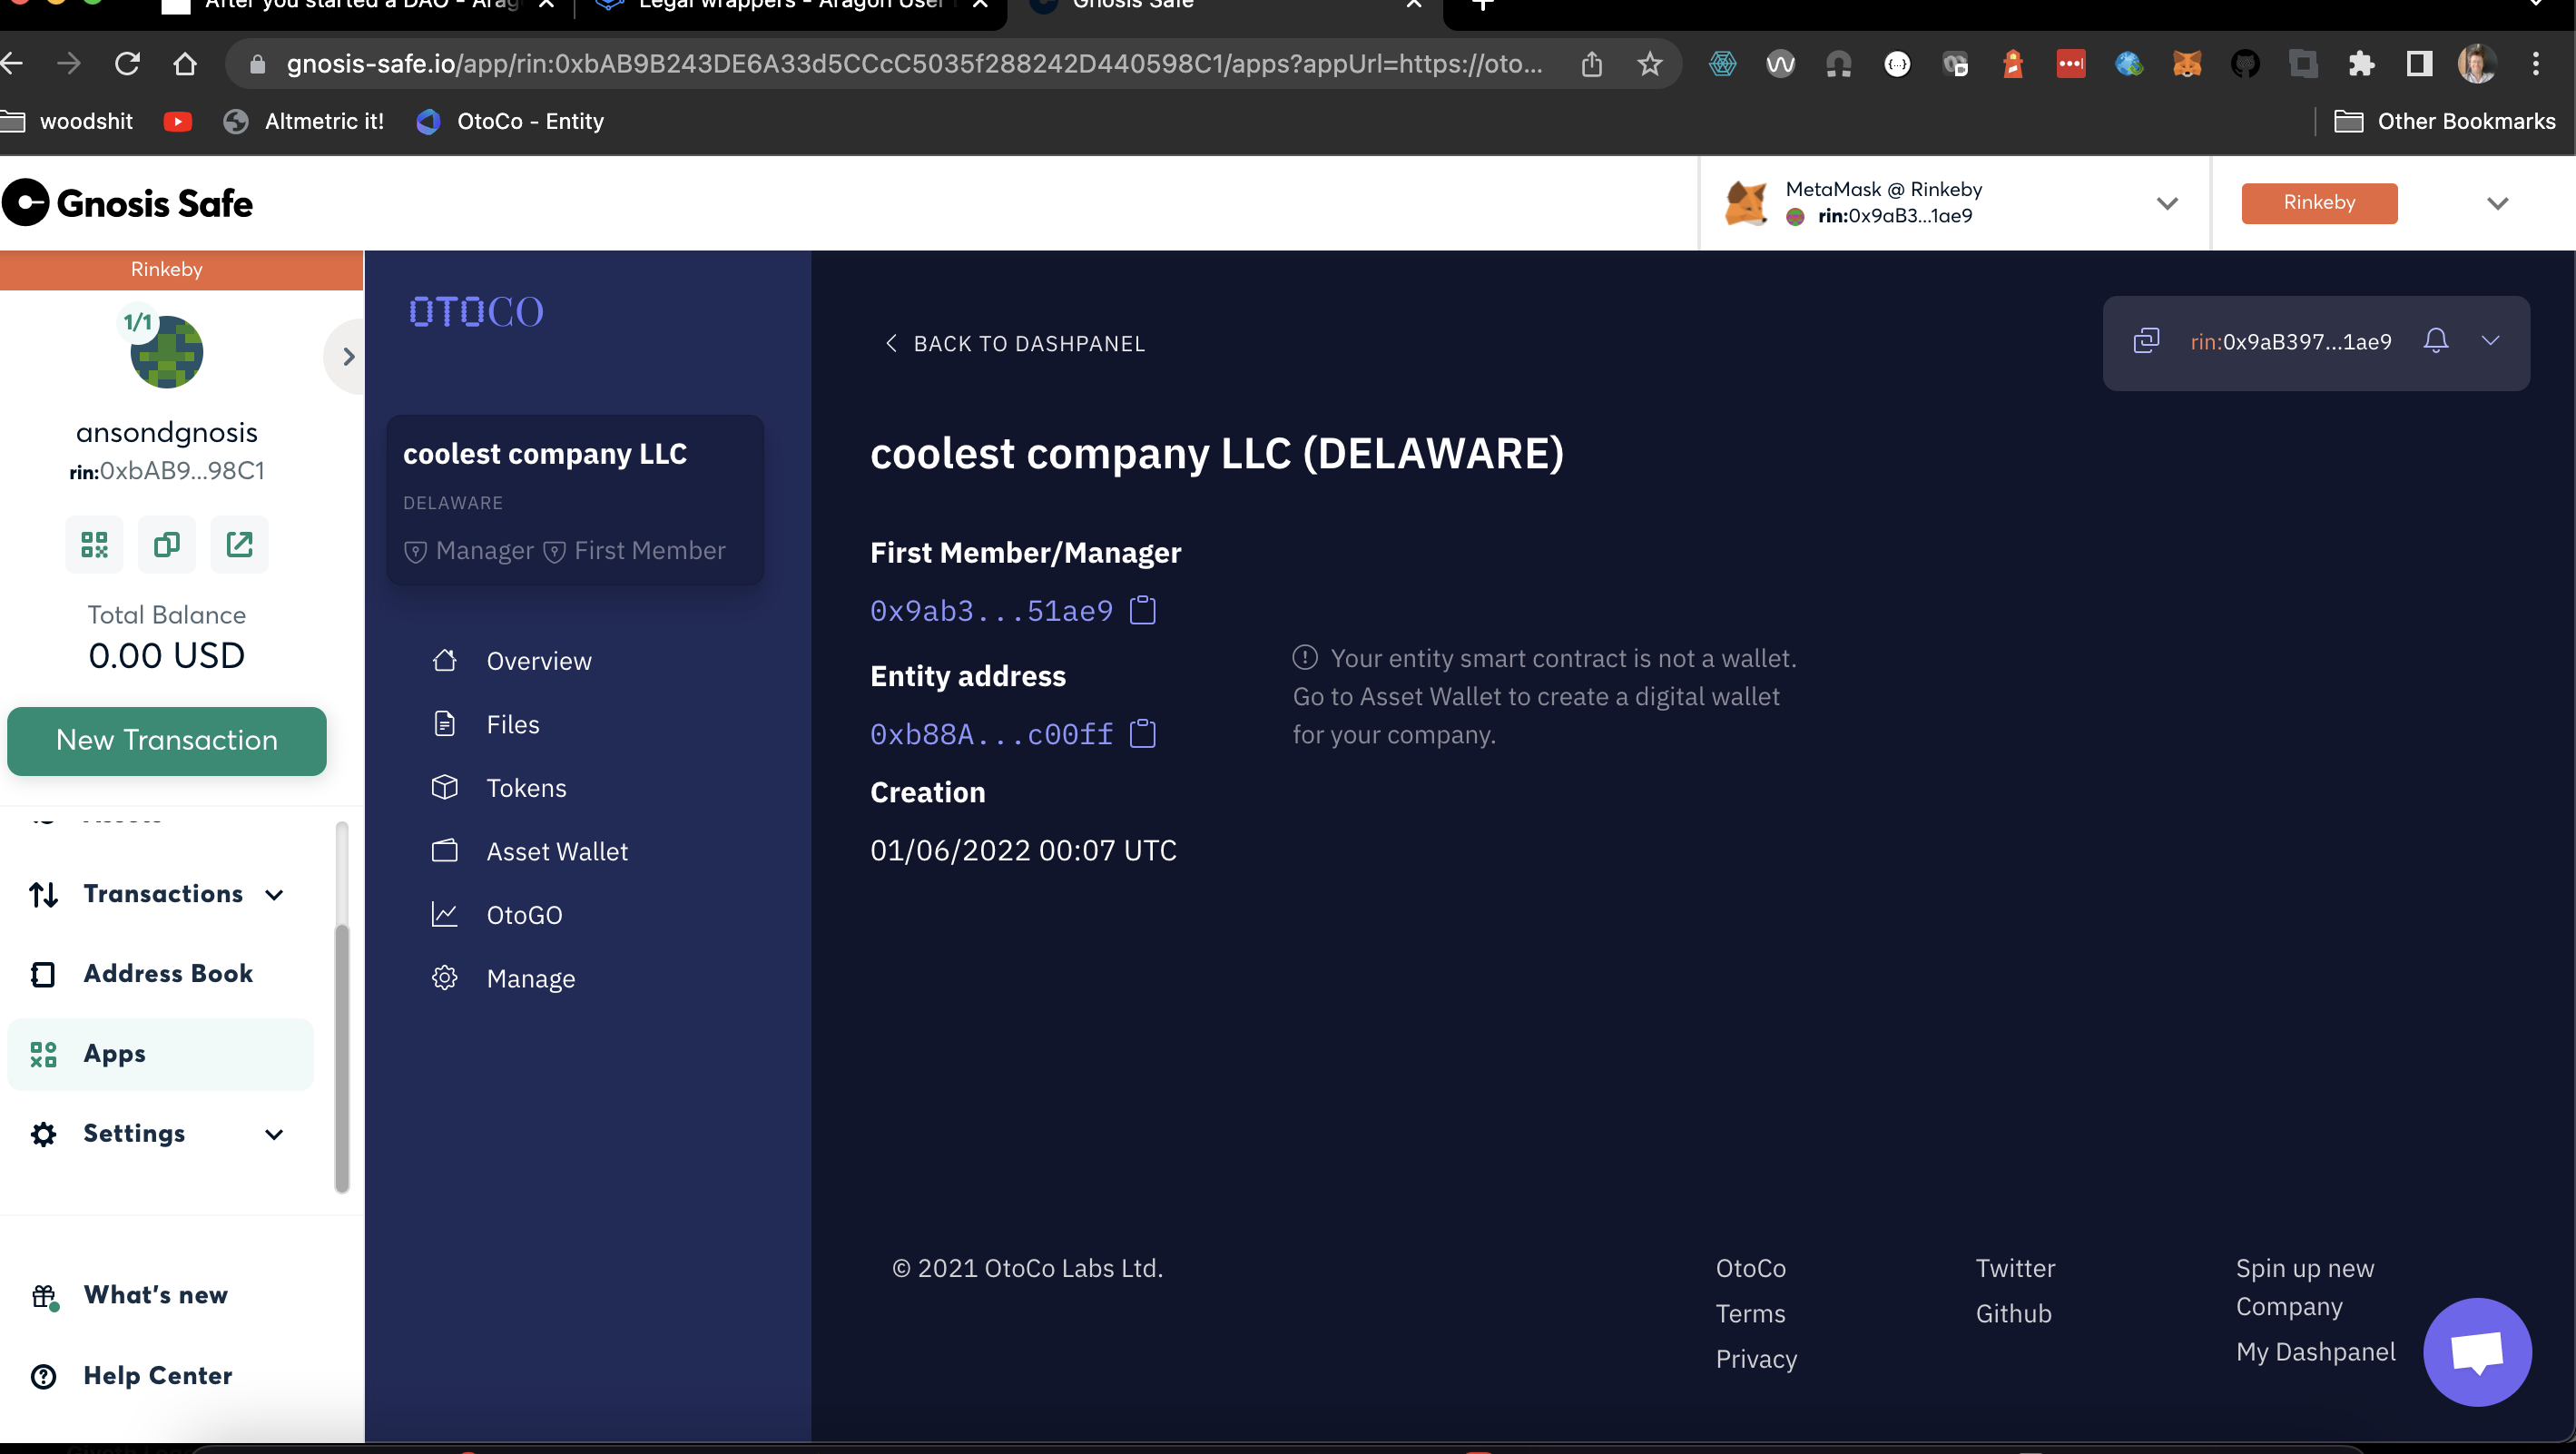 After you started a DAO - Arag
Legal wrappers - Aragon User
Gnosis Safe
gnosis-safe.io/app/rin:0xbAB9B243DE6A33d5CCcC5035f288242D440598C1/apps?appUrl=https://oto...
woodshit
Altmetric it!
OtoCo - Entity
Other Bookmarks
Gnosis Safe
MetaMask @ Rinkeby
rin:0x9aB3...1ae9
Rinkeby
Rinkeby
1/1
ansondgnosis
rin:0xbAB9...98C1
Total Balance
0.00 USD
New Transaction
Assets
Transactions
Address Book
Apps
Settings
What's new
Help Center
OTOCO
coolest company LLC
DELAWARE
Manager First Member
Overview
Files
Tokens
Asset Wallet
OtoGO
Manage
BACK TO DASHPANEL
rin:0x9aB397...1ae9
coolest company LLC (DELAWARE)
First Member/Manager
0x9ab3...51ae9
Entity address
0xb88A...c00ff
Your entity smart contract is not a wallet.
Go to Asset Wallet to create a digital wallet
for your company.
Creation
01/06/2022 00:07 UTC
© 2021 OtoCo Labs Ltd.
OtoCo
Terms
Privacy
Twitter
Github
Spin up new
Company
My Dashpanel